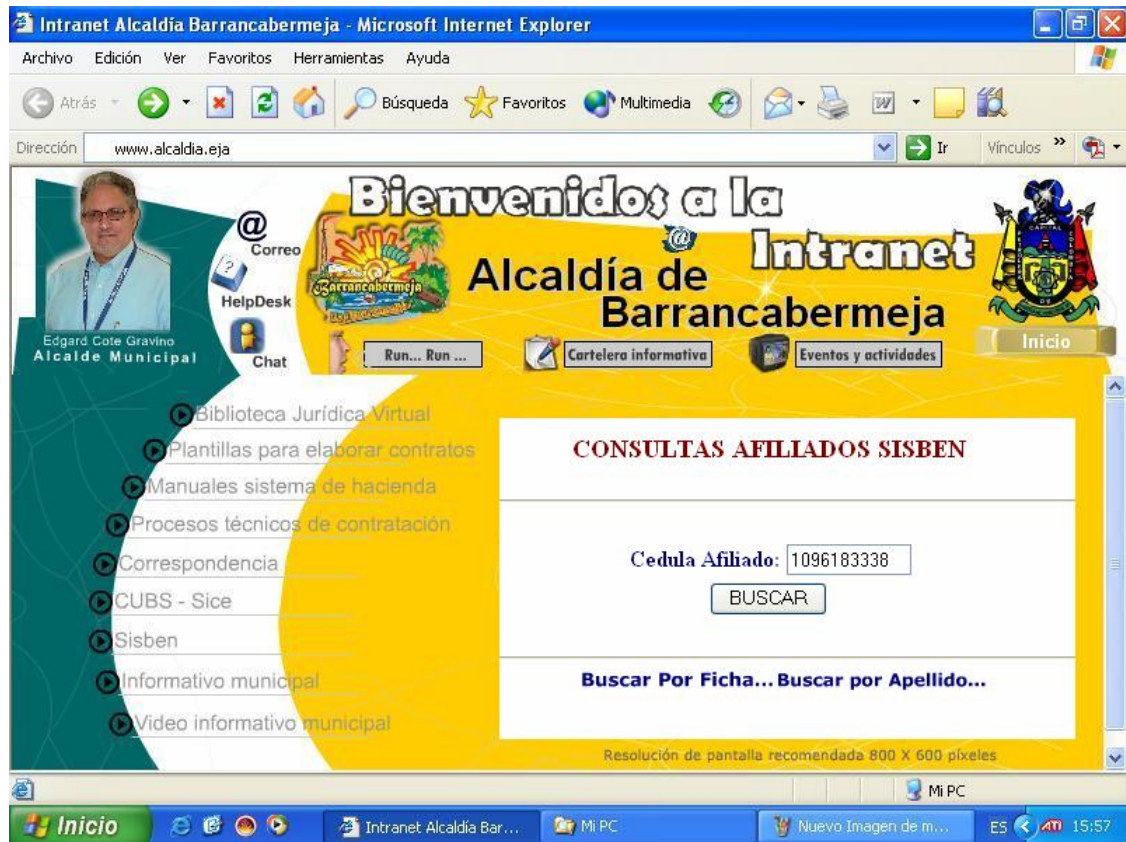 Intranet Alcaldía Barrancabermeja - Microsoft Internet Explorer
Archivo Edición Ver Favoritos Herramientas Ayuda
Atrás Búsqueda Favoritos Multimedia
Dirección www.alcaldia.eja Ir Vínculos »
Bienvenidos a la
Intranet
Alcaldía de
Barrancabermeja
@
Correo
HelpDesk
Chat
Barrancabermeja
CAPITAL
DE
Edgard Cote Gravino
Alcalde Municipal
Run... Run ...
Cartelera informativa
Eventos y actividades
Inicio
Biblioteca Jurídica Virtual
Plantillas para elaborar contratos
Manuales sistema de hacienda
Procesos técnicos de contratación
Correspondencia
CUBS - Sice
Sisben
Informativo municipal
Video informativo municipal
CONSULTAS AFILIADOS SISBEN
Cedula Afiliado: 1096183338
BUSCAR
Buscar Por Ficha... Buscar por Apellido...
Resolución de pantalla recomendada 800 X 600 píxeles
Mi PC
Inicio Intranet Alcaldía Bar... Mi PC Nuevo Imagen de m... ES ATI 15:57